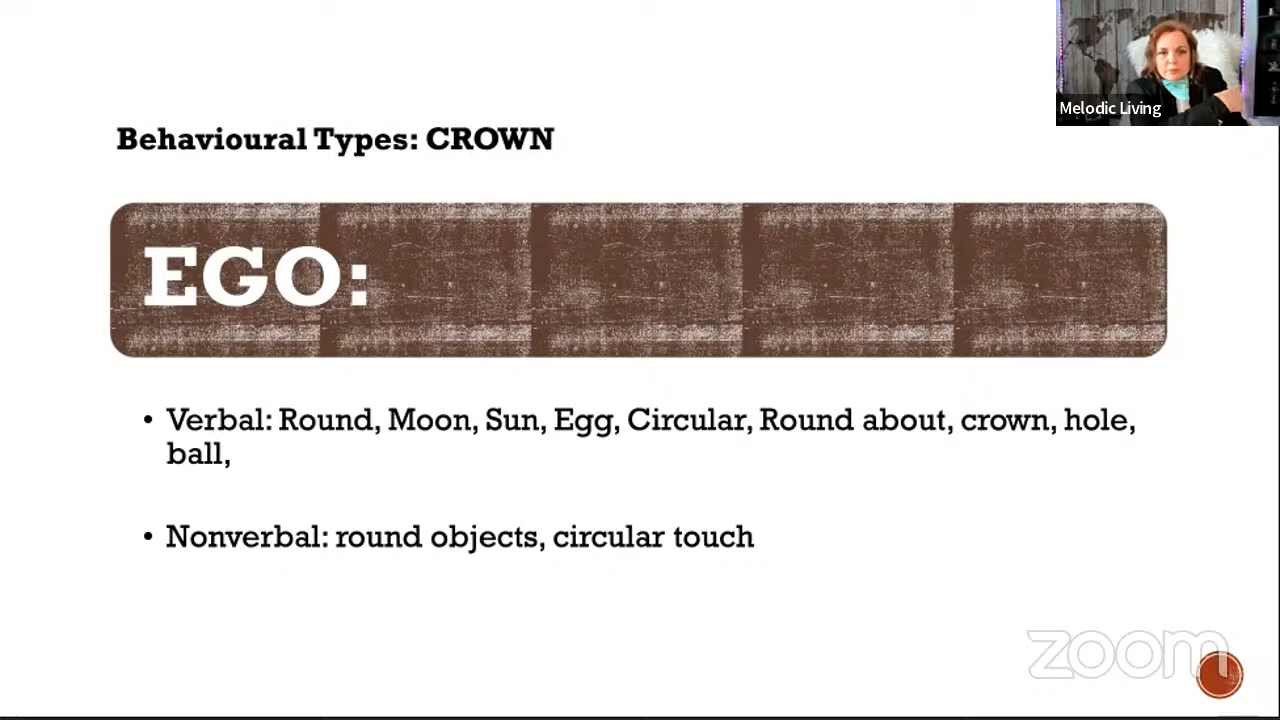 Melodic Living
Behavioural Types: CROWN
EGO:
• Verbal: Round, Moon, Sun, Egg, Circular, Round about, crown, hole,
ball,
• Nonverbal: round objects, circular touch
zoom